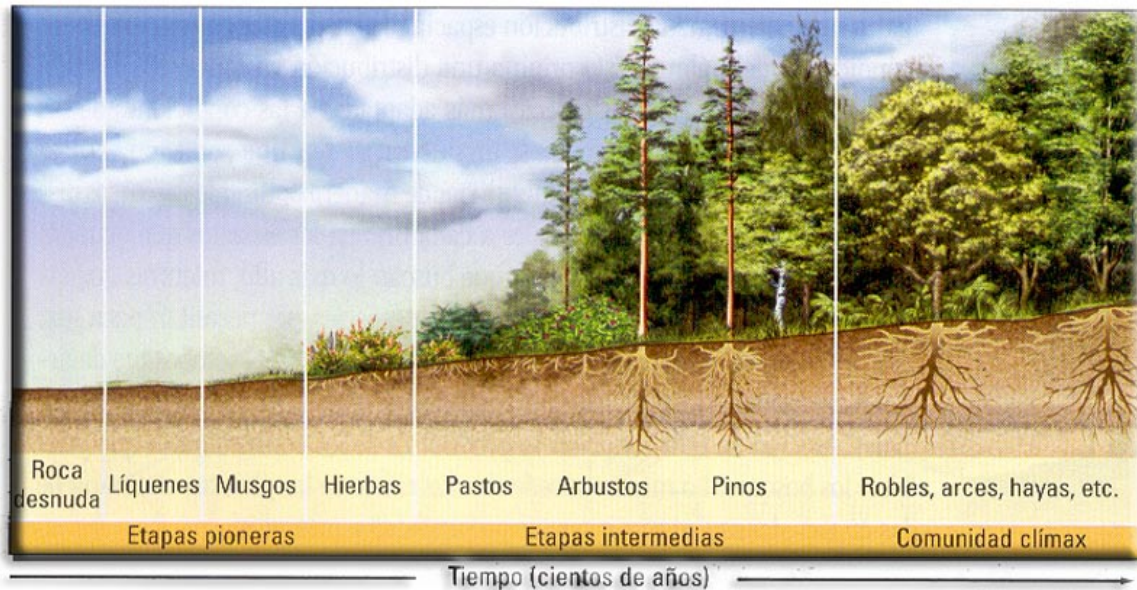 Roca
desnuda
Líquenes
Musgos
Hierbas
Pastos
Arbustos
Pinos
Robles, arces, hayas, etc.
Etapas pioneras
Etapas intermedias
Comunidad clímax
Tiempo (cientos de años)